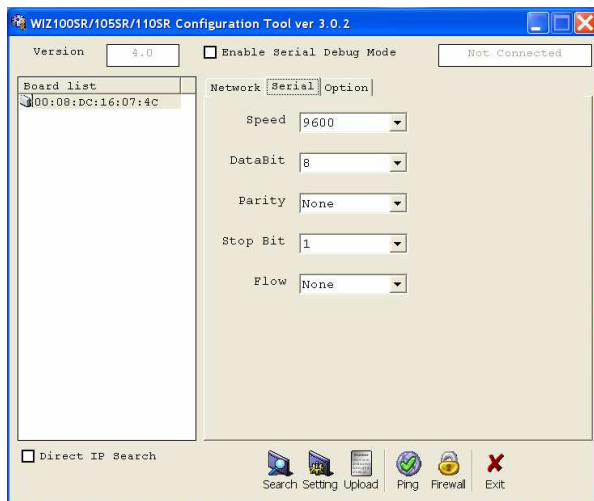 WIZ100SR/105SR/110SR Configuration Tool ver 3.0.2
Version 4.0 Enable Serial Debug Mode Not Connected
Board list
00:08:DC:16:07:4C
Network Serial Option
Speed 9600
DataBit 8
Parity None
Stop Bit 1
Flow None
Direct IP Search
Search Setting Upload Ping Firewall Exit